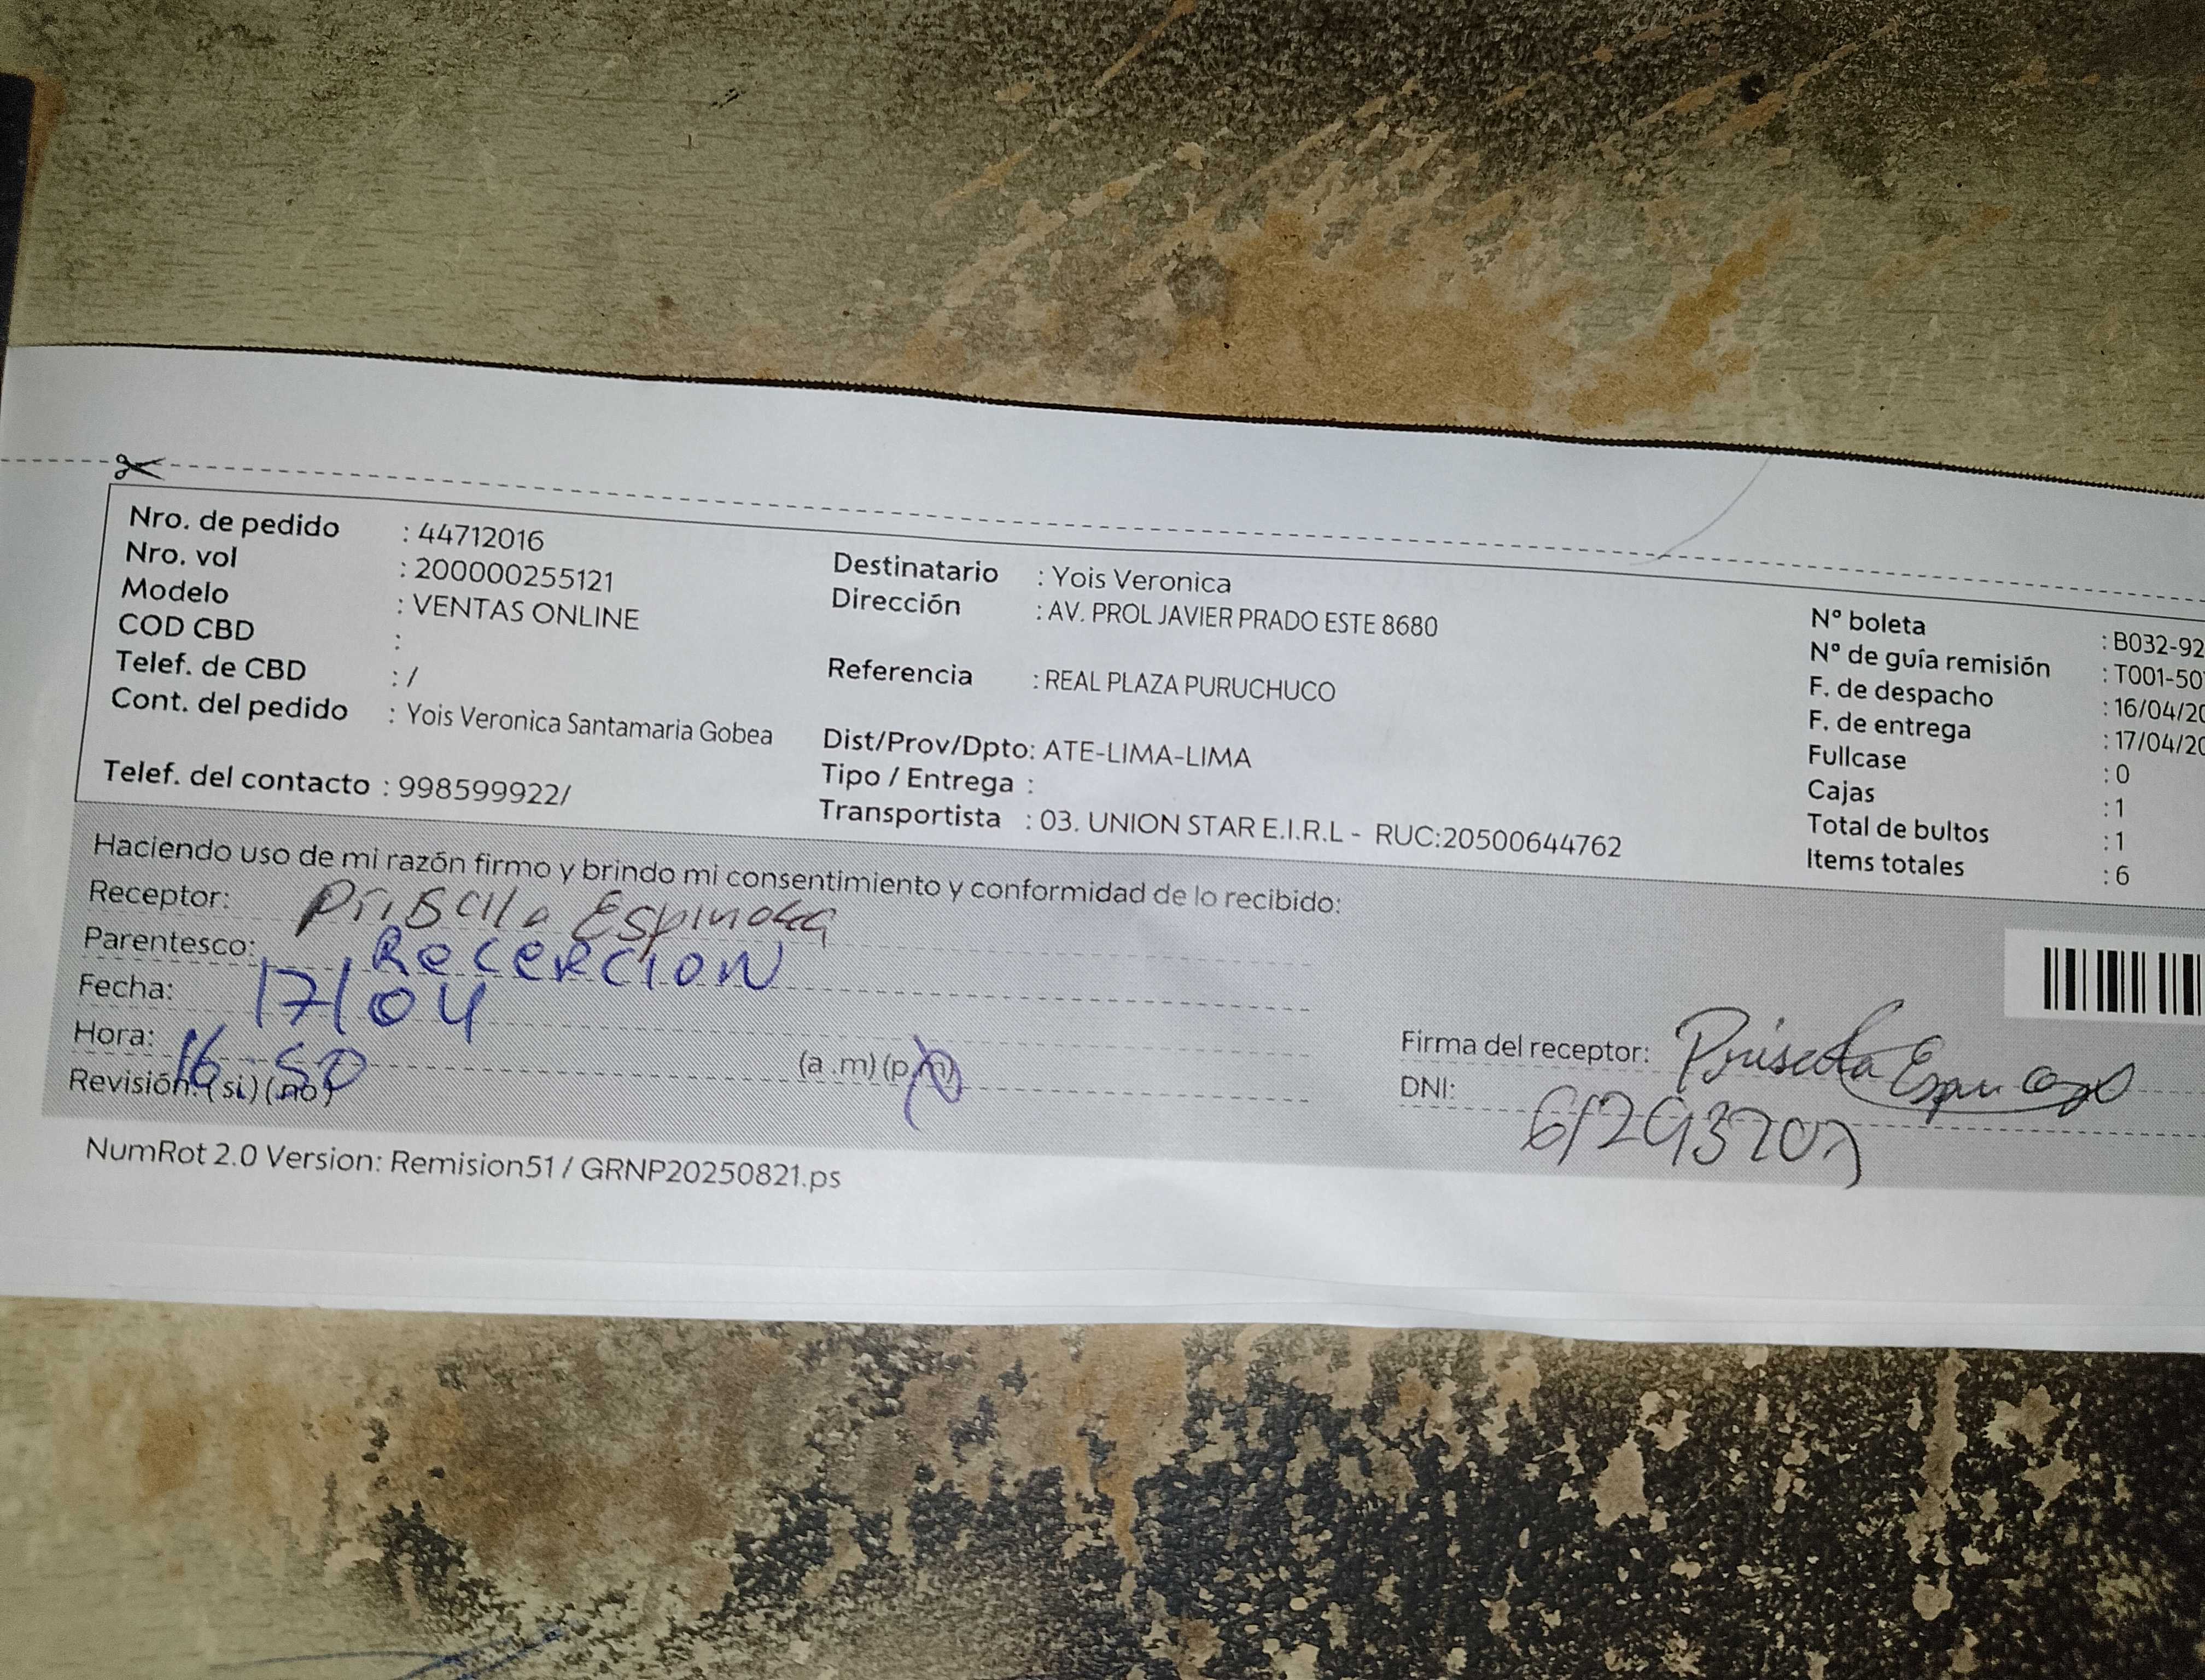 Nro. de pedido : 44712016
Nro. vol : 200000255121
Modelo : VENTAS ONLINE
COD CBD :
Telef. de CBD : /
Cont. del pedido : Yois Veronica Santamaria Gobea
Telef. del contacto : 998599922/
Destinatario : Yois Veronica
Dirección : AV. PROL JAVIER PRADO ESTE 8680
Referencia : REAL PLAZA PURUCHUCO
Dist/Prov/Dpto: ATE-LIMA-LIMA
Tipo / Entrega :
Transportista : 03. UNION STAR E.I.R.L - RUC:20500644762
N° boleta : B032-92
N° de guía remisión : T001-50
F. de despacho : 16/04/20
F. de entrega : 17/04/20
Fullcase : 0
Cajas : 1
Total de bultos : 1
Items totales : 6
Haciendo uso de mi razón firmo y brindo mi consentimiento y conformidad de lo recibido:
Receptor: Priscila Espinoza
Parentesco: RECEPCION
Fecha: 17/04
Hora: 16 50 (a.m) (p.m)
Revisión: (si) (no)
Firma del receptor: Priscila
DNI:
NumRot 2.0 Version: Remision51 / GRNP20250821.ps